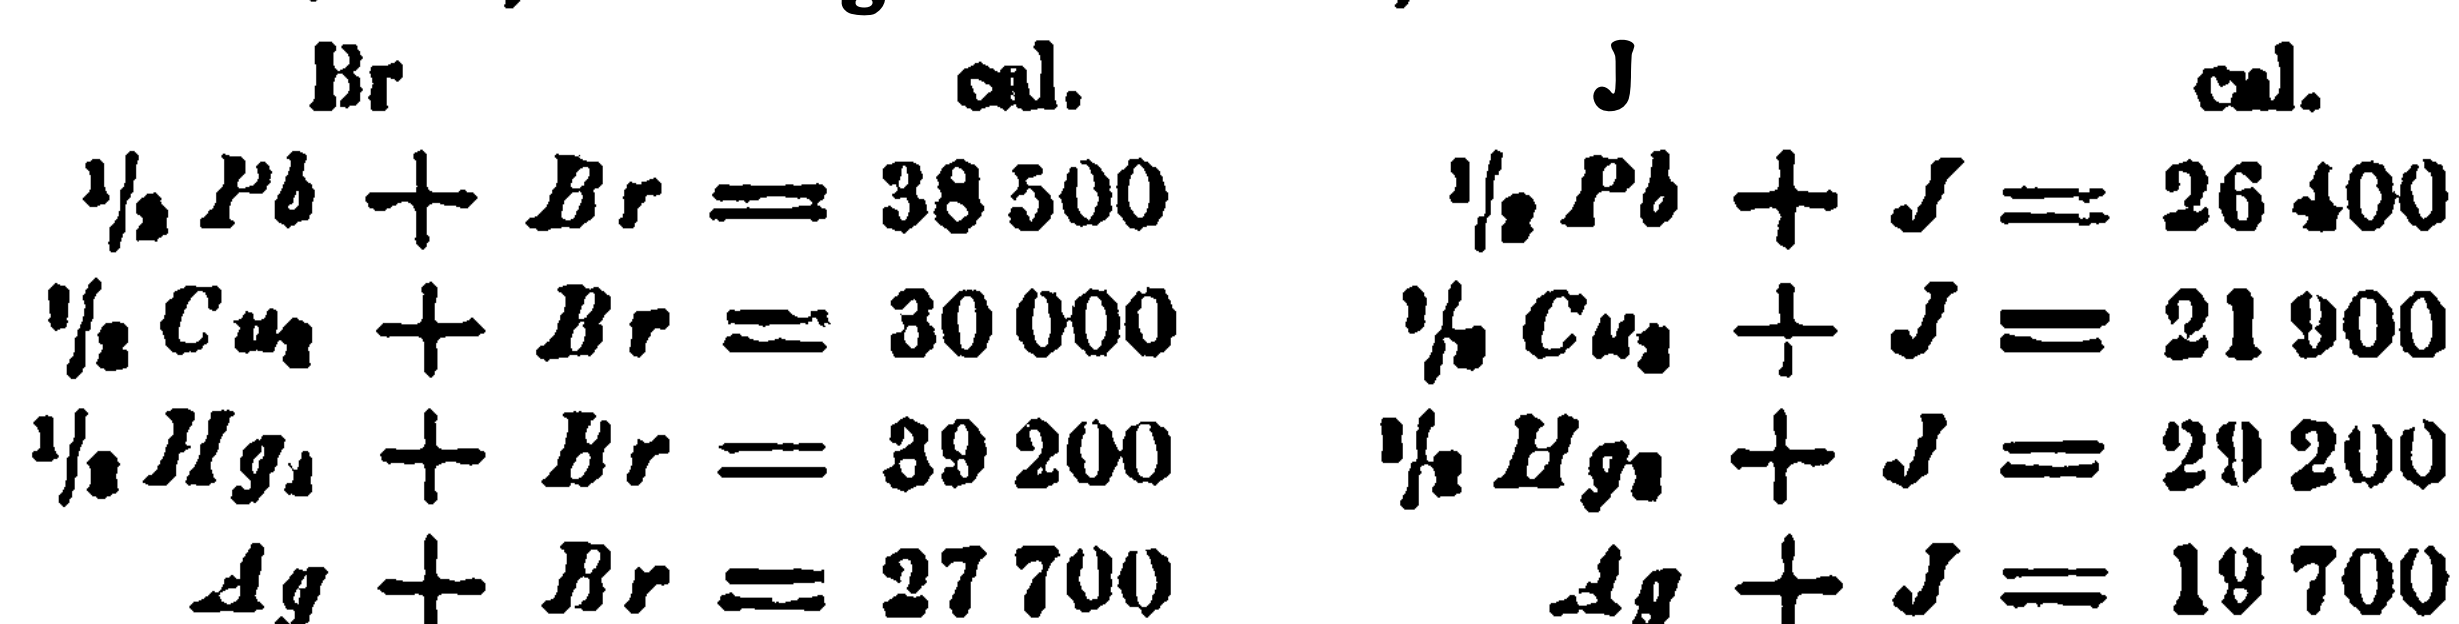 Br cal. J cal.
1/2 Pb + Br = 38 500 1/2 Pb + J = 26 400
1/2 Cu2 + Br = 30 000 1/2 Cu2 + J = 21 900
1/2 Hg2 + Br = 39 200 1/2 Hg2 + J = 29 200
Ag + Br = 27 700 Ag + J = 19 700